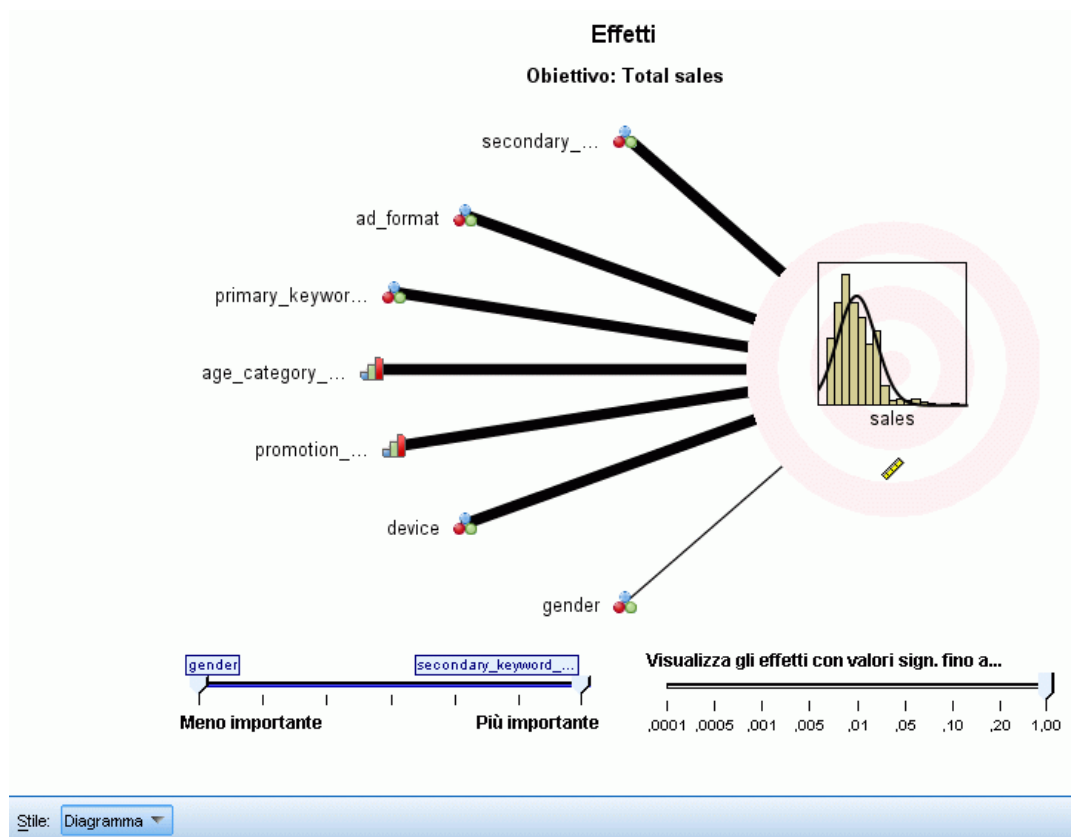 Effetti
Obiettivo: Total sales
secondary_...
ad_format
primary_keywor...
age_category_...
promotion_...
device
gender
sales
gender
secondary_keyword_...
Meno importante
Più importante
Visualizza gli effetti con valori sign. fino a...
,0001 ,0005 ,001 ,005 ,01 ,05 ,10 ,20 1,00
Stile: Diagramma